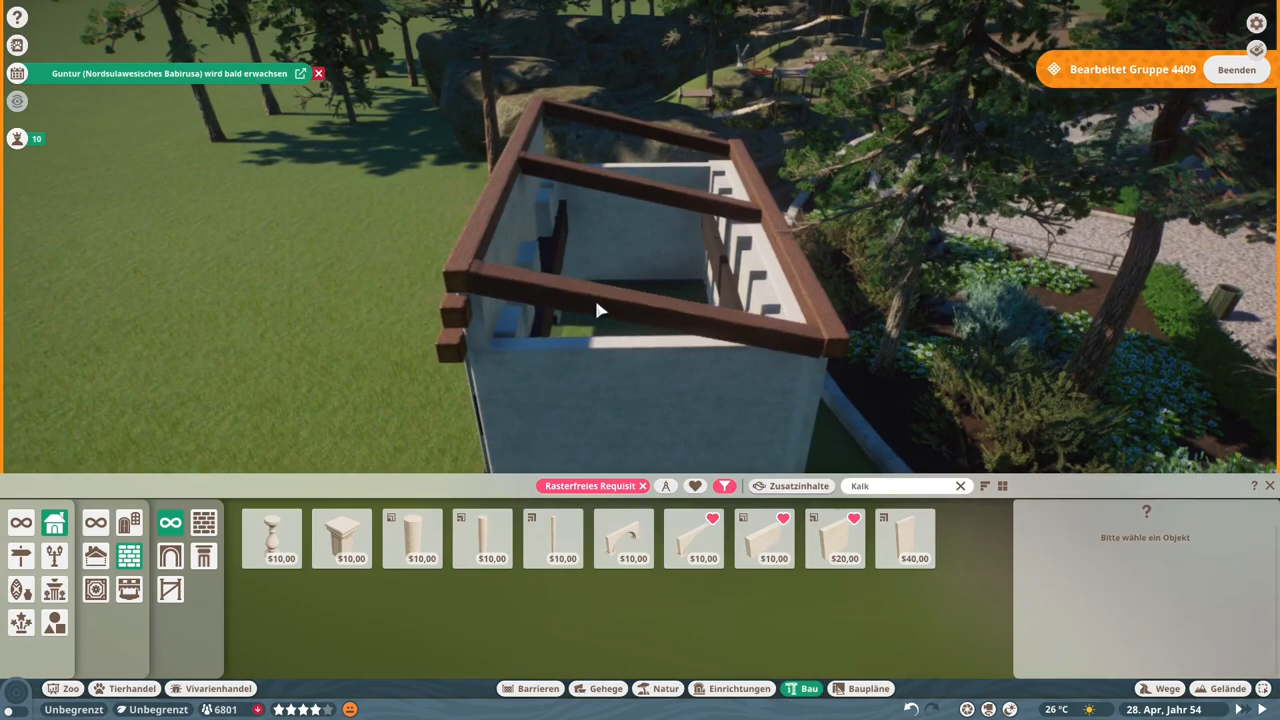 Guntur (Nordsulawesisches Babirusa) wird bald erwachsen
10
Bearbeitet Gruppe 4409
Beenden
Rasterfreies Requisit
Zusatzinhalte
Kalk
?
$10,00
$10,00
$10,00
$10,00
$10,00
$10,00
$10,00
$10,00
$20,00
$40,00
?
Bitte wähle ein Objekt
Zoo
Tierhandel
Vivarienhandel
Barrieren
Gehege
Natur
Einrichtungen
Bau
Baupläne
Wege
Gelände
Unbegrenzt
Unbegrenzt
6801
26 °C
28. Apr, Jahr 54